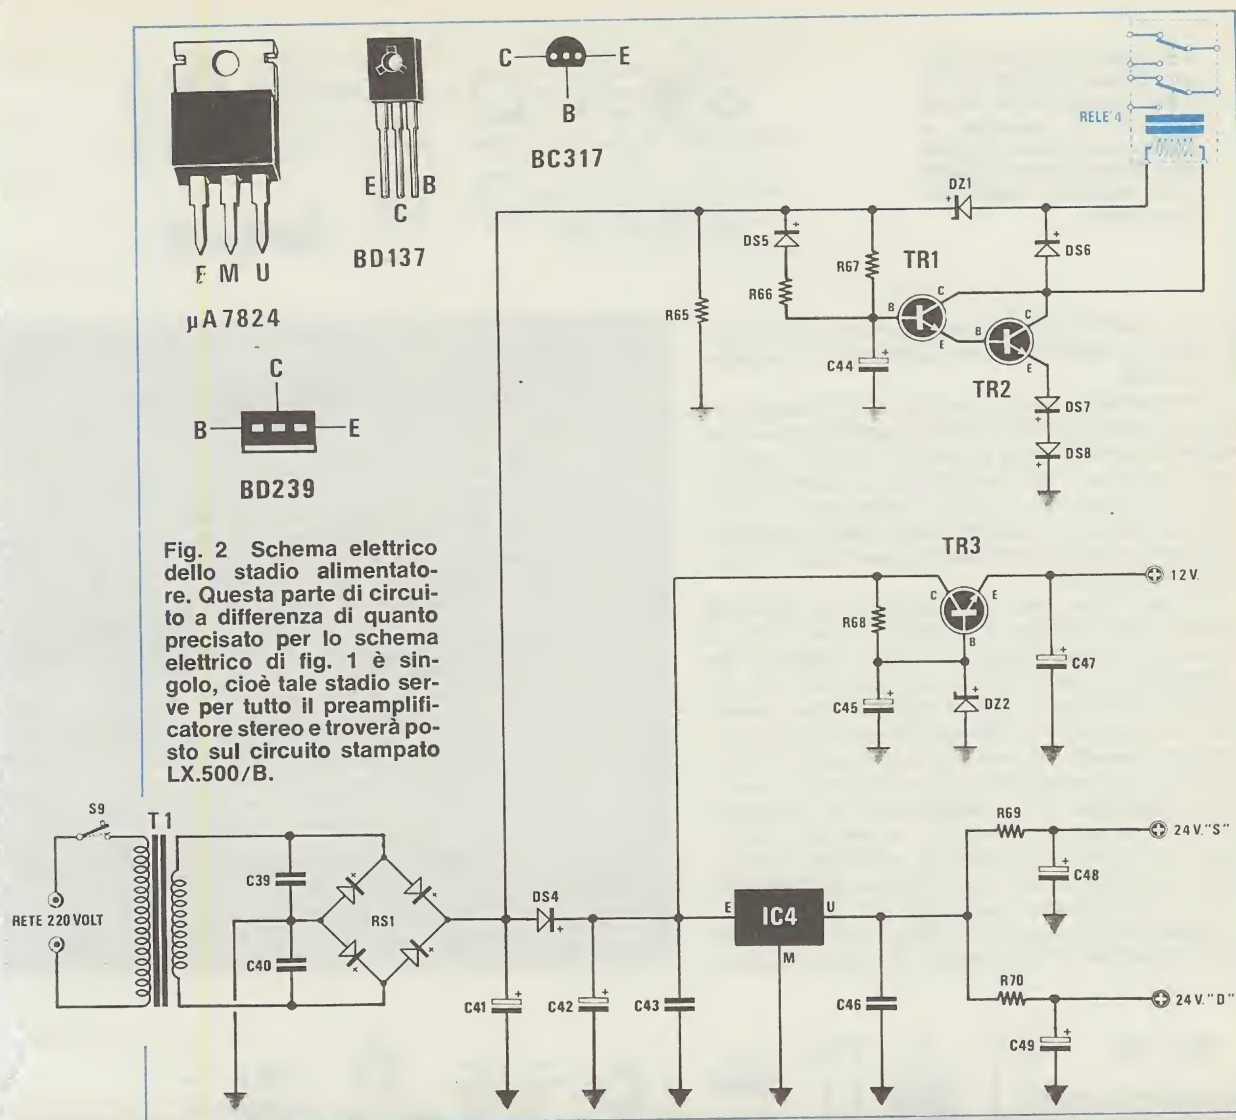 C E
B
BC317
E C B
BD137
E M U
µA7824
C
B E
BD239
RELE'4
DZ1
+
DS5
+
DS6
+
R67
TR1
R66
R65
B
C
E
C44
+
B
C
E
TR2
DS7
+
DS8
+
Fig. 2 Schema elettrico
dello stadio alimentato-
re. Questa parte di circui-
to a differenza di quanto
precisato per lo schema
elettrico di fig. 1 è sin-
golo, cioè tale stadio ser-
ve per tutto il preamplifi-
catore stereo e troverà po-
sto sul circuito stampato
LX.500/B.
TR3
C
E
B
12V.
R68
C45
+
DZ2
+
C47
+
S9
T1
RETE 220 VOLT
C39
C40
RS1
DS4
+
C41
+
C42
+
C43
E
IC4
U
M
C46
R69
24V."S"
C48
+
R70
24V."D"
C49
+